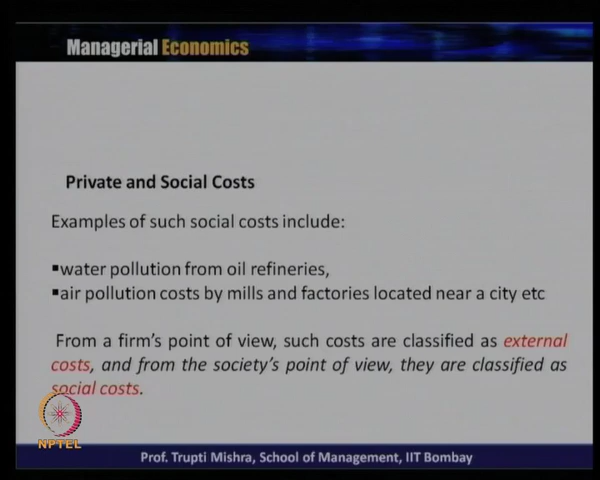 Managerial Economics
Private and Social Costs
Examples of such social costs include:
▪water pollution from oil refineries,
▪air pollution costs by mills and factories located near a city etc
From a firm's point of view, such costs are classified as external
costs, and from the society's point of view, they are classified as
social costs.
NPTEL
Prof. Trupti Mishra, School of Management, IIT Bombay